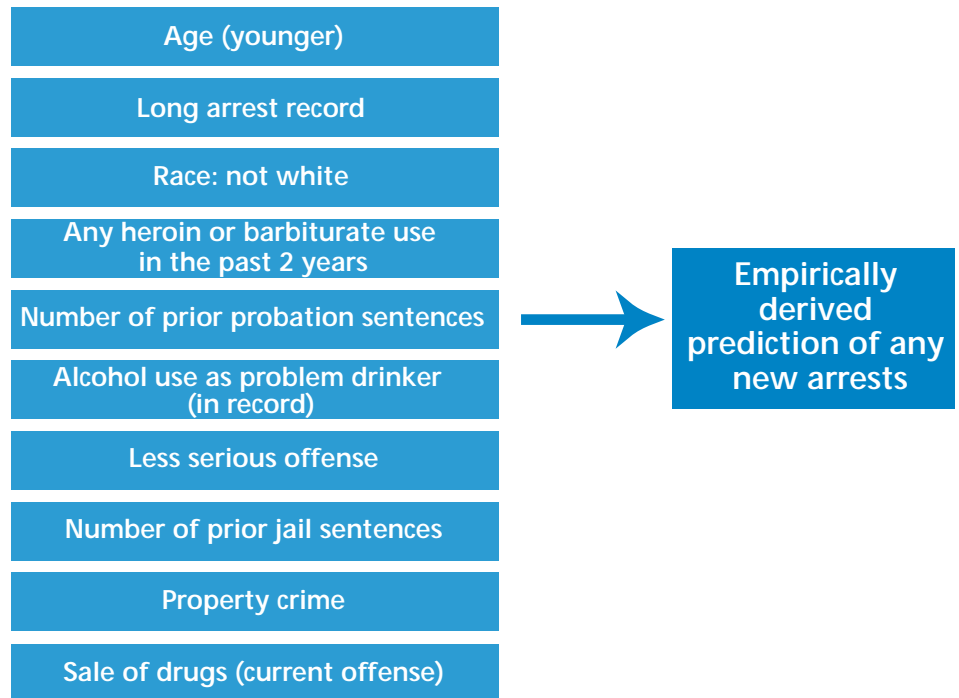 Age (younger)
Long arrest record
Race: not white
Any heroin or barbiturate use
in the past 2 years
Number of prior probation sentences
Alcohol use as problem drinker
(in record)
Less serious offense
Number of prior jail sentences
Property crime
Sale of drugs (current offense)
Empirically
derived
prediction of any
new arrests